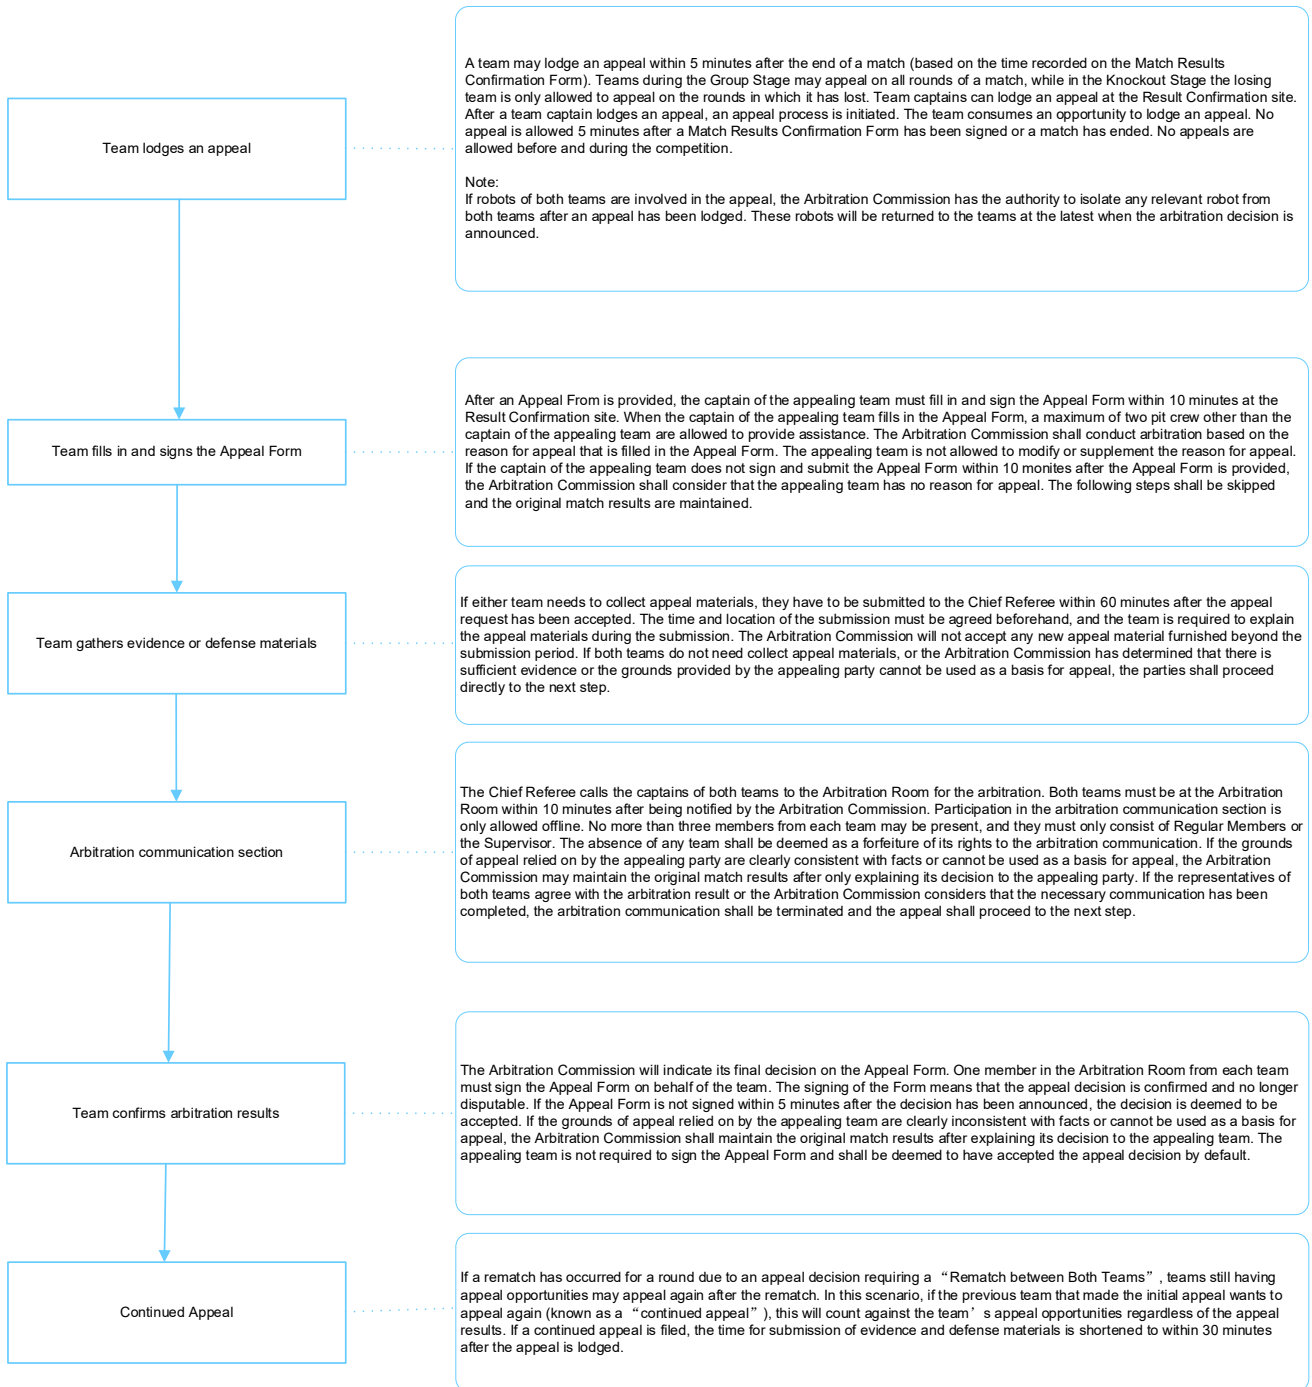 Team lodges an appeal
A team may lodge an appeal within 5 minutes after the end of a match (based on the time recorded on the Match Results
Confirmation Form). Teams during the Group Stage may appeal on all rounds of a match, while in the Knockout Stage the losing
team is only allowed to appeal on the rounds in which it has lost. Team captains can lodge an appeal at the Result Confirmation site.
After a team captain lodges an appeal, an appeal process is initiated. The team consumes an opportunity to lodge an appeal. No
appeal is allowed 5 minutes after a Match Results Confirmation Form has been signed or a match has ended. No appeals are
allowed before and during the competition.
Note:
If robots of both teams are involved in the appeal, the Arbitration Commission has the authority to isolate any relevant robot from
both teams after an appeal has been lodged. These robots will be returned to the teams at the latest when the arbitration decision is
announced.
Team fills in and signs the Appeal Form
After an Appeal From is provided, the captain of the appealing team must fill in and sign the Appeal Form within 10 minutes at the
Result Confirmation site. When the captain of the appealing team fills in the Appeal Form, a maximum of two pit crew other than the
captain of the appealing team are allowed to provide assistance. The Arbitration Commission shall conduct arbitration based on the
reason for appeal that is filled in the Appeal Form. The appealing team is not allowed to modify or supplement the reason for appeal.
If the captain of the appealing team does not sign and submit the Appeal Form within 10 monites after the Appeal Form is provided,
the Arbitration Commission shall consider that the appealing team has no reason for appeal. The following steps shall be skipped
and the original match results are maintained.
Team gathers evidence or defense materials
If either team needs to collect appeal materials, they have to be submitted to the Chief Referee within 60 minutes after the appeal
request has been accepted. The time and location of the submission must be agreed beforehand, and the team is required to explain
the appeal materials during the submission. The Arbitration Commission will not accept any new appeal material furnished beyond the
submission period. If both teams do not need collect appeal materials, or the Arbitration Commission has determined that there is
sufficient evidence or the grounds provided by the appealing party cannot be used as a basis for appeal, the parties shall proceed
directly to the next step.
Arbitration communication section
The Chief Referee calls the captains of both teams to the Arbitration Room for the arbitration. Both teams must be at the Arbitration
Room within 10 minutes after being notified by the Arbitration Commission. Participation in the arbitration communication section is
only allowed offline. No more than three members from each team may be present, and they must only consist of Regular Members or
the Supervisor. The absence of any team shall be deemed as a forfeiture of its rights to the arbitration communication. If the grounds
of appeal relied on by the appealing party are clearly consistent with facts or cannot be used as a basis for appeal, the Arbitration
Commission may maintain the original match results after only explaining its decision to the appealing party. If the representatives of
both teams agree with the arbitration result or the Arbitration Commission considers that the necessary communication has been
completed, the arbitration communication shall be terminated and the appeal shall proceed to the next step.
Team confirms arbitration results
The Arbitration Commission will indicate its final decision on the Appeal Form. One member in the Arbitration Room from each team
must sign the Appeal Form on behalf of the team. The signing of the Form means that the appeal decision is confirmed and no longer
disputable. If the Appeal Form is not signed within 5 minutes after the decision has been announced, the decision is deemed to be
accepted. If the grounds of appeal relied on by the appealing team are clearly inconsistent with facts or cannot be used as a basis for
appeal, the Arbitration Commission shall maintain the original match results after explaining its decision to the appealing team. The
appealing team is not required to sign the Appeal Form and shall be deemed to have accepted the appeal decision by default.
Continued Appeal
If a rematch has occurred for a round due to an appeal decision requiring a “Rematch between Both Teams”, teams still having
appeal opportunities may appeal again after the rematch. In this scenario, if the previous team that made the initial appeal wants to
appeal again (known as a “continued appeal”), this will count against the team’s appeal opportunities regardless of the appeal
results. If a continued appeal is filed, the time for submission of evidence and defense materials is shortened to within 30 minutes
after the appeal is lodged.